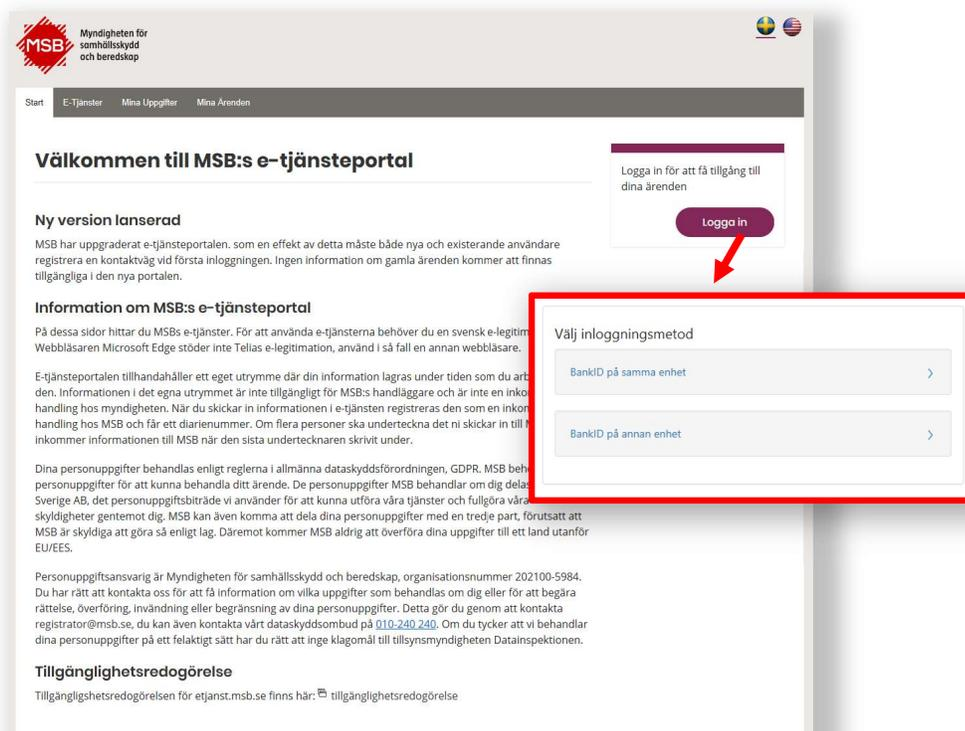 MSB
Myndigheten för
samhällsskydd
och beredskap
Start E-Tjänster Mina Uppgifter Mina Ärenden
Välkommen till MSB:s e-tjänsteportal
Logga in för att få tillgång till
dina ärenden
Logga in
Ny version lanserad
MSB har uppgraderat e-tjänsteportalen. som en effekt av detta måste både nya och existerande användare
registrera en kontaktväg vid första inloggningen. Ingen information om gamla ärenden kommer att finnas
tillgängliga i den nya portalen.
Information om MSB:s e-tjänsteportal
På dessa sidor hittar du MSBs e-tjänster. För att använda e-tjänsterna behöver du en svensk e-legitim
Webbläsaren Microsoft Edge stöder inte Telias e-legitimation, använd i så fall en annan webbläsare.
E-tjänsteportalen tillhandahåller ett eget utrymme där din information lagras under tiden som du arb
den. Informationen i det egna utrymmet är inte tillgängligt för MSB:s handläggare och är inte en inko
handling hos myndigheten. När du skickar in informationen i e-tjänsten registreras den som en inkom
handling hos MSB och får ett diarienummer. Om flera personer ska underteckna det ni skickar in till
inkommer informationen till MSB när den sista undertecknaren skrivit under.
Dina personuppgifter behandlas enligt reglerna i allmänna dataskyddsförordningen, GDPR. MSB beh
personuppgifter för att kunna behandla ditt ärende. De personuppgifter MSB behandlar om dig delas
Sverige AB, det personuppgiftsbiträde vi använder för att kunna utföra våra tjänster och fullgöra våra
skyldigheter gentemot dig. MSB kan även komma att dela dina personuppgifter med en tredje part, förutsatt att
MSB är skyldiga att göra så enligt lag. Däremot kommer MSB aldrig att överföra dina uppgifter till ett land utanför
EU/EES.
Personuppgiftsansvarig är Myndigheten för samhällsskydd och beredskap, organisationsnummer 202100-5984.
Du har rätt att kontakta oss för att få information om vilka uppgifter som behandlas om dig eller för att begära
rättelse, överföring, invändning eller begränsning av dina personuppgifter. Detta gör du genom att kontakta
registrator@msb.se, du kan även kontakta vårt dataskyddsombud på 010-240 240. Om du tycker att vi behandlar
dina personuppgifter på ett felaktigt sätt har du rätt att inge klagomål till tillsynsmyndigheten Datainspektionen.
Tillgänglighetsredogörelse
Tillgängligshetsredogörelsen för etjanst.msb.se finns här: tillgänglighetsredogörelse
Välj inloggningsmetod
BankID på samma enhet
BankID på annan enhet